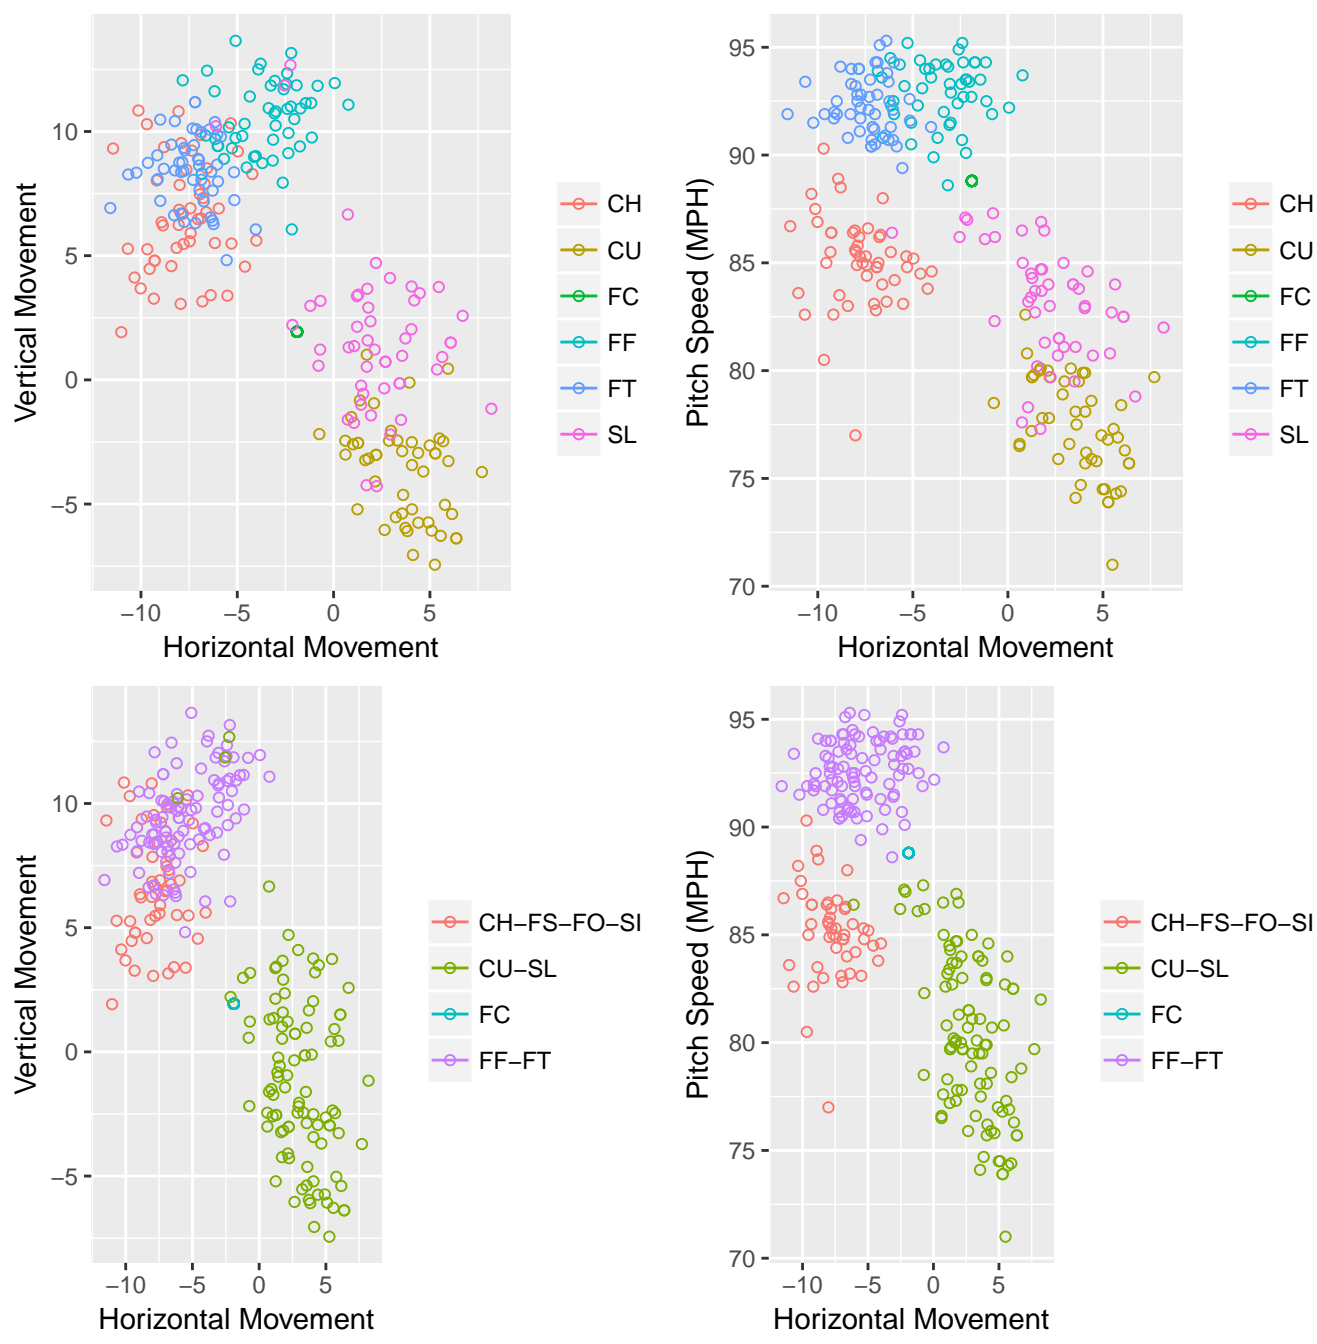 Vertical Movement
10
5
0
−5
−10 −5 0 5
Horizontal Movement
CH
CU
FC
FF
FT
SL
Pitch Speed (MPH)
95
90
85
80
75
70
−10 −5 0 5
Horizontal Movement
CH
CU
FC
FF
FT
SL
Vertical Movement
10
5
0
−5
−10 −5 0 5
Horizontal Movement
CH−FS−FO−SI
CU−SL
FC
FF−FT
Pitch Speed (MPH)
95
90
85
80
75
70
−10 −5 0 5
Horizontal Movement
CH−FS−FO−SI
CU−SL
FC
FF−FT